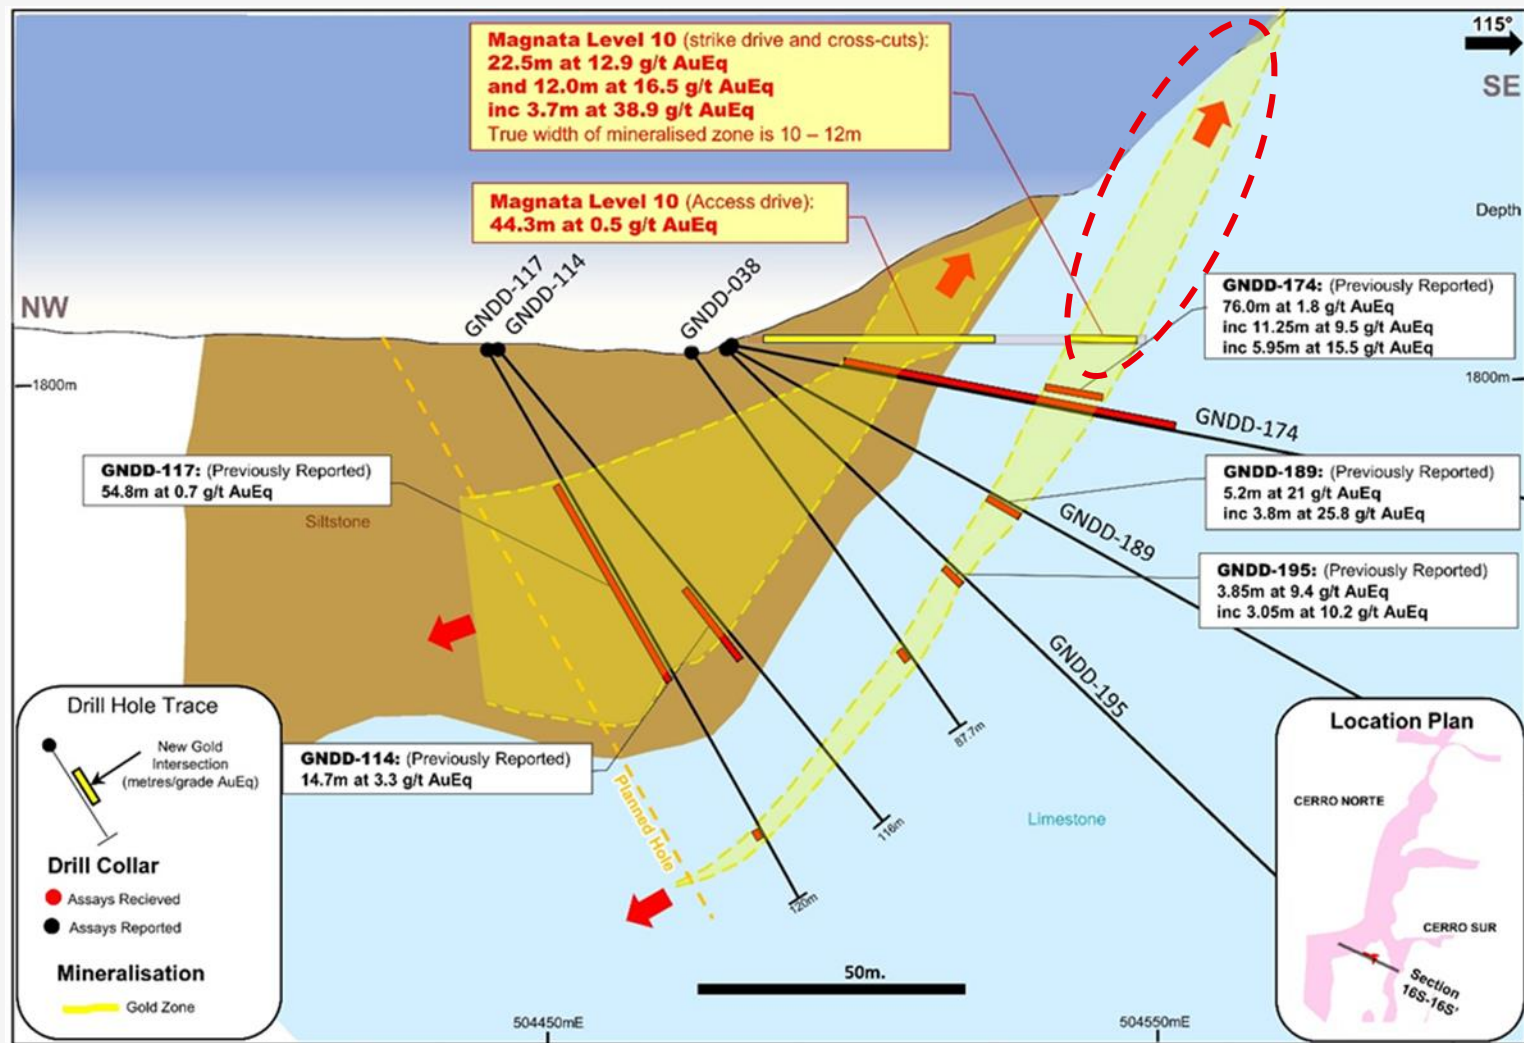 Magnata Level 10 (strike drive and cross-cuts):
22.5m at 12.9 g/t AuEq
and 12.0m at 16.5 g/t AuEq
inc 3.7m at 38.9 g/t AuEq
True width of mineralised zone is 10 – 12m
115°
SE
Magnata Level 10 (Access drive):
44.3m at 0.5 g/t AuEq
Depth
NW
GNDD-117
GNDD-114
GNDD-038
GNDD-174: (Previously Reported)
76.0m at 1.8 g/t AuEq
inc 11.25m at 9.5 g/t AuEq
inc 5.95m at 15.5 g/t AuEq
1800m
1800m
GNDD-174
GNDD-117: (Previously Reported)
54.8m at 0.7 g/t AuEq
Siltstone
GNDD-189: (Previously Reported)
5.2m at 21 g/t AuEq
inc 3.8m at 25.8 g/t AuEq
GNDD-189
GNDD-195: (Previously Reported)
3.85m at 9.4 g/t AuEq
inc 3.05m at 10.2 g/t AuEq
GNDD-195
87.7m
116m
120m
GNDD-114: (Previously Reported)
14.7m at 3.3 g/t AuEq
Planned Hole
Limestone
Drill Hole Trace
New Gold
Intersection
(metres/grade AuEq)
Drill Collar
Assays Recieved
Assays Reported
Mineralisation
Gold Zone
50m.
504450mE
504550mE
Location Plan
CERRO NORTE
CERRO SUR
Section
16S-16S'